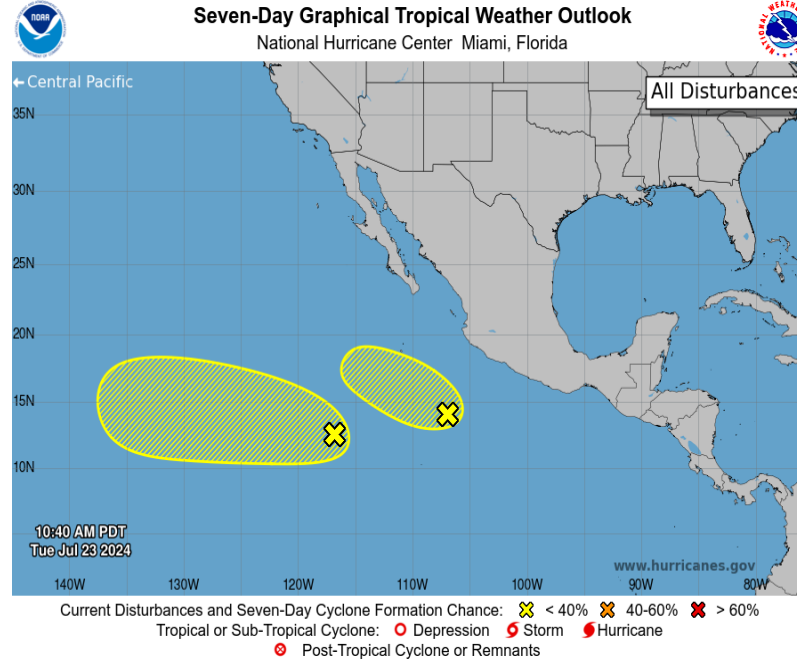 Seven-Day Graphical Tropical Weather Outlook
National Hurricane Center Miami, Florida
NOAA
← Central Pacific
All Disturbances
35N
30N
25N
20N
15N
10N
10:40 AM PDT
Tue Jul 23 2024
www.hurricanes.gov
140W 130W 120W 110W 100W 90W 80W
Current Disturbances and Seven-Day Cyclone Formation Chance: < 40% 40-60% > 60%
Tropical or Sub-Tropical Cyclone: Depression Storm Hurricane
Post-Tropical Cyclone or Remnants